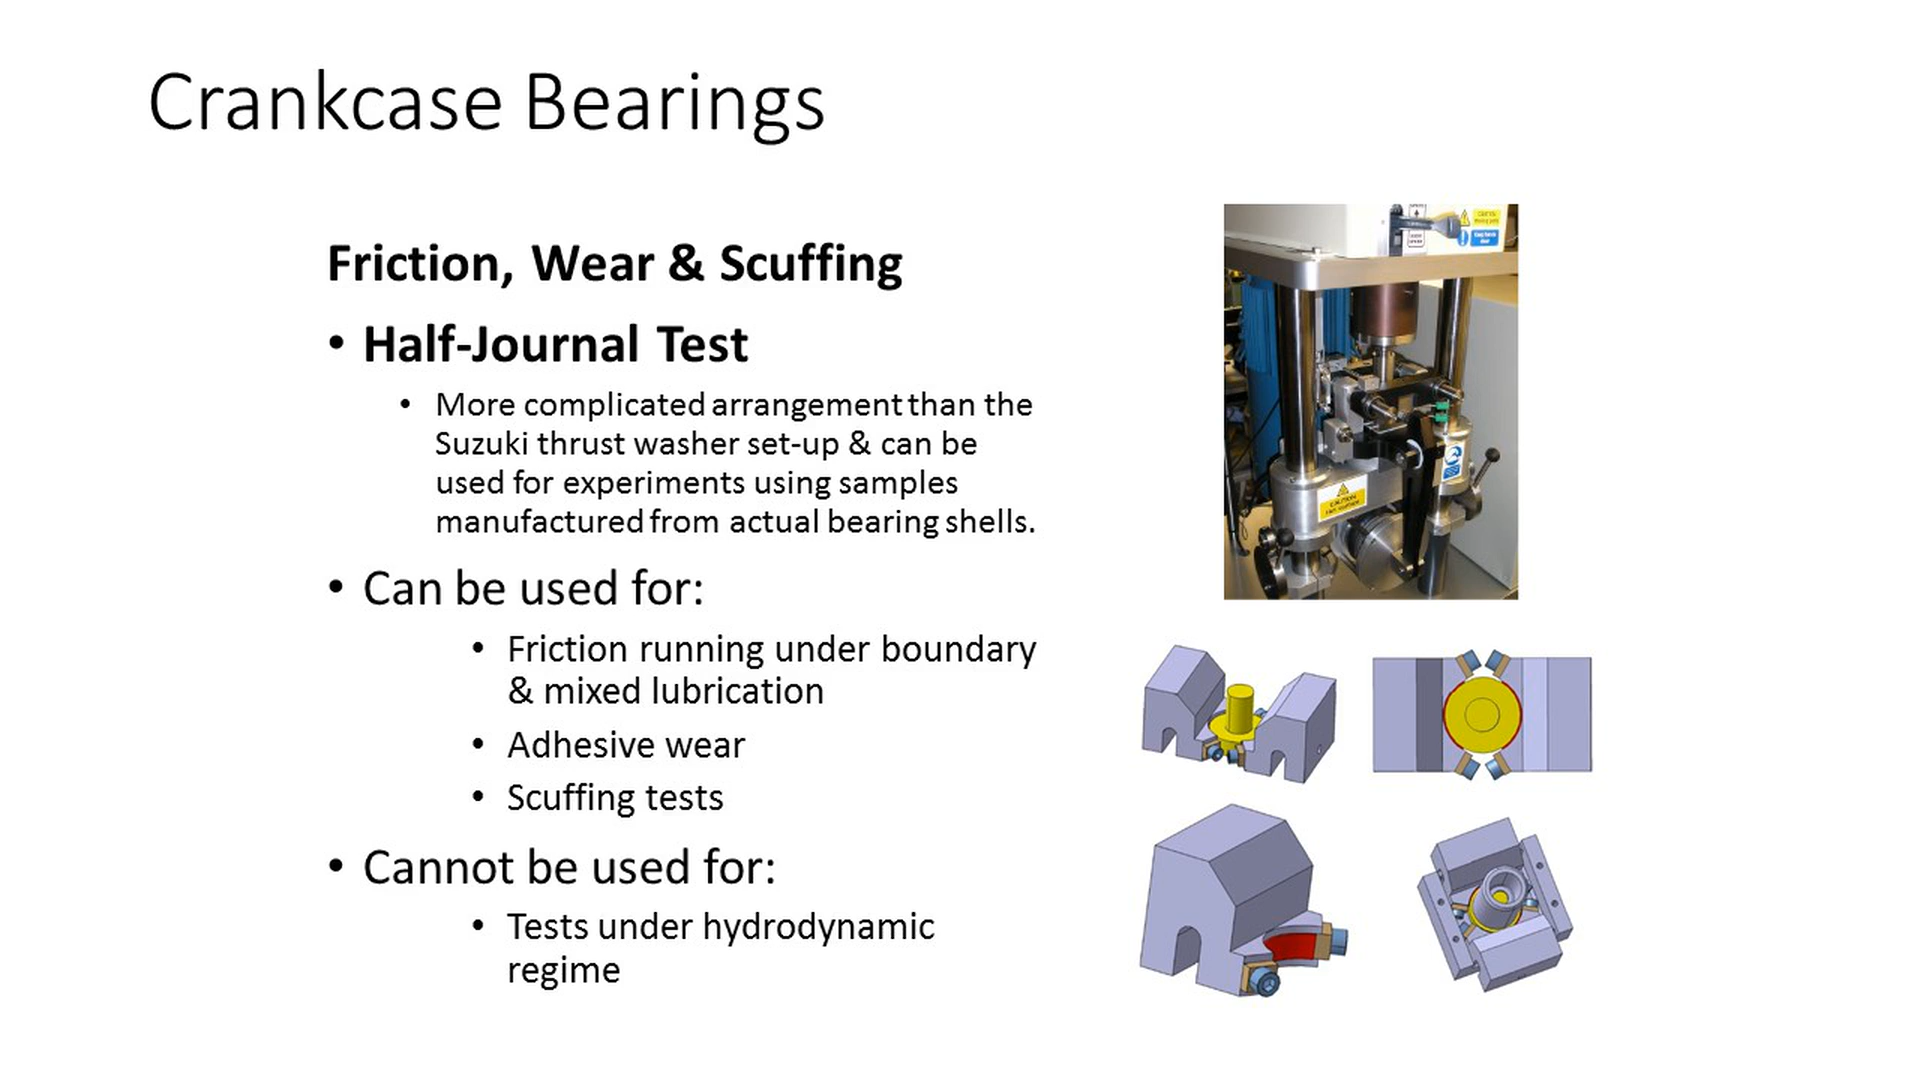 Crankcase Bearings
Friction, Wear & Scuffing
• Half-Journal Test
• More complicated arrangement than the
Suzuki thrust washer set-up & can be
used for experiments using samples
manufactured from actual bearing shells.
• Can be used for:
• Friction running under boundary
& mixed lubrication
• Adhesive wear
• Scuffing tests
• Cannot be used for:
• Tests under hydrodynamic
regime
CAUTION